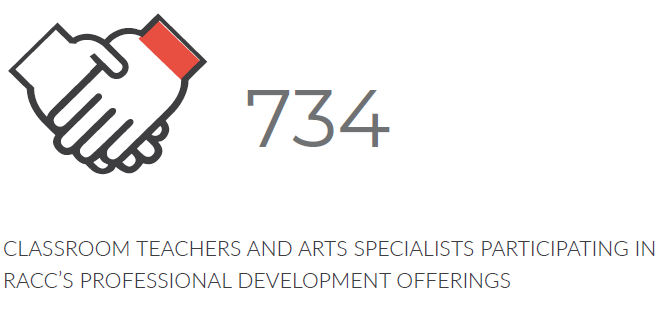 734
CLASSROOM TEACHERS AND ARTS SPECIALISTS PARTICIPATING IN
RACC’S PROFESSIONAL DEVELOPMENT OFFERINGS